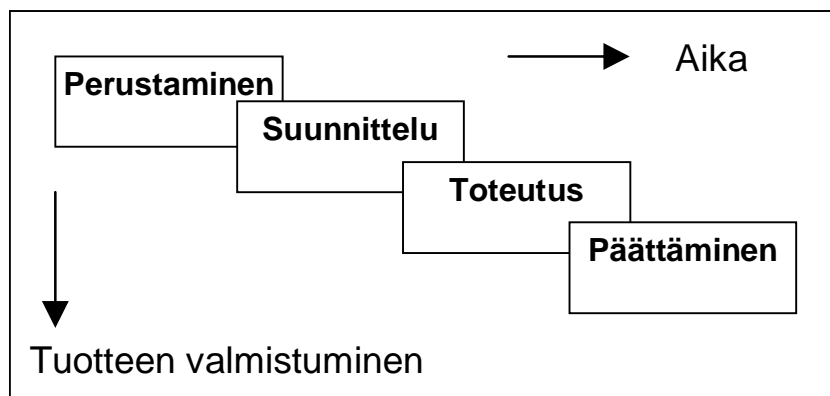 Aika
Perustaminen
Suunnittelu
Toteutus
Päättäminen
Tuotteen valmistuminen